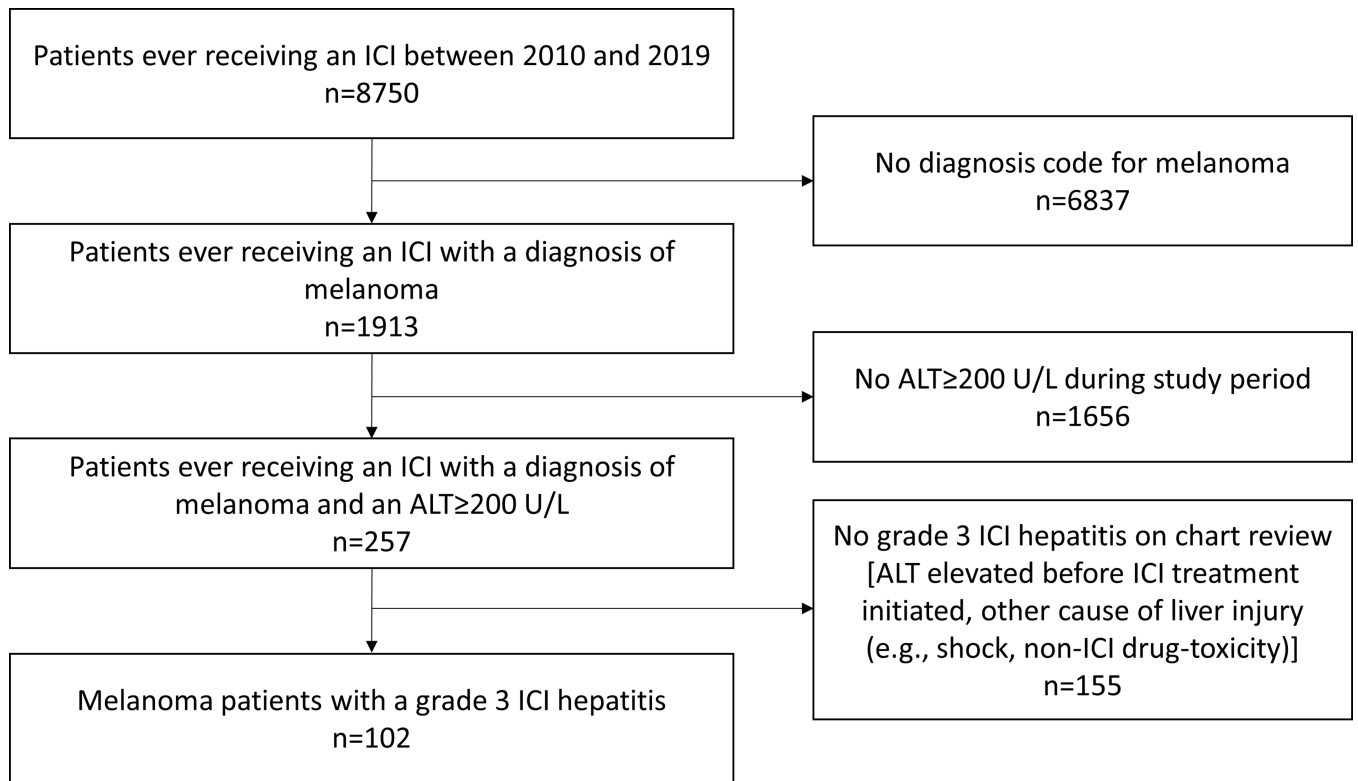 Patients ever receiving an ICI between 2010 and 2019
n=8750
No diagnosis code for melanoma
n=6837
Patients ever receiving an ICI with a diagnosis of
melanoma
n=1913
No ALT≥200 U/L during study period
n=1656
Patients ever receiving an ICI with a diagnosis of
melanoma and an ALT≥200 U/L
n=257
No grade 3 ICI hepatitis on chart review
[ALT elevated before ICI treatment
initiated, other cause of liver injury
(e.g., shock, non-ICI drug-toxicity)]
n=155
Melanoma patients with a grade 3 ICI hepatitis
n=102